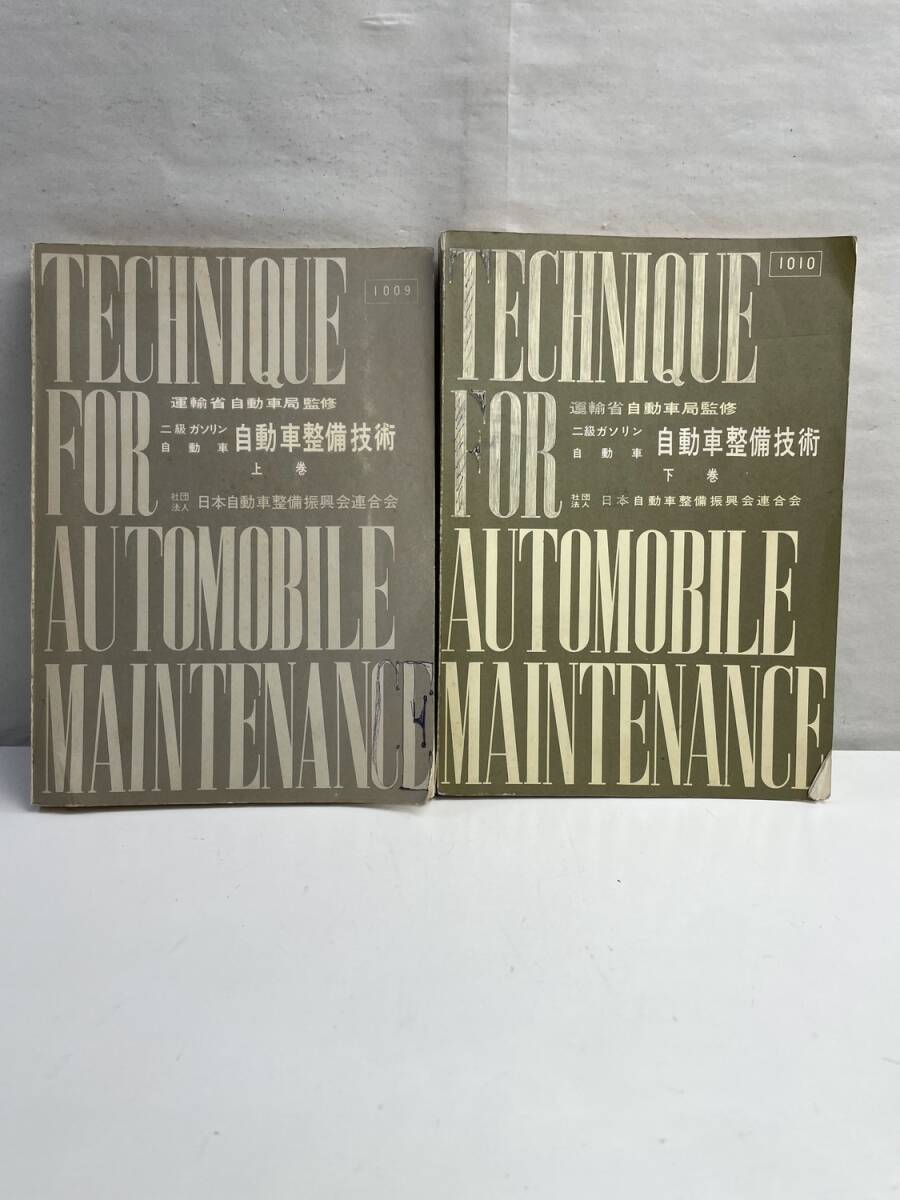 TECHNIQUE
1009
運輸省自動車局監修
FOR
二級ガソリン
自動車
自動車整備技術
上巻
社団
法人
日本自動車整備振興会連合会
AUTOMOBILE
MAINTENANCE
TECHNIQUE
1010
運輸省自動車局監修
FOR
二級ガソリン
自動車
自動車整備技術
下巻
社団
法人
日本自動車整備振興会連合会
AUTOMOBILE
MAINTENANCE